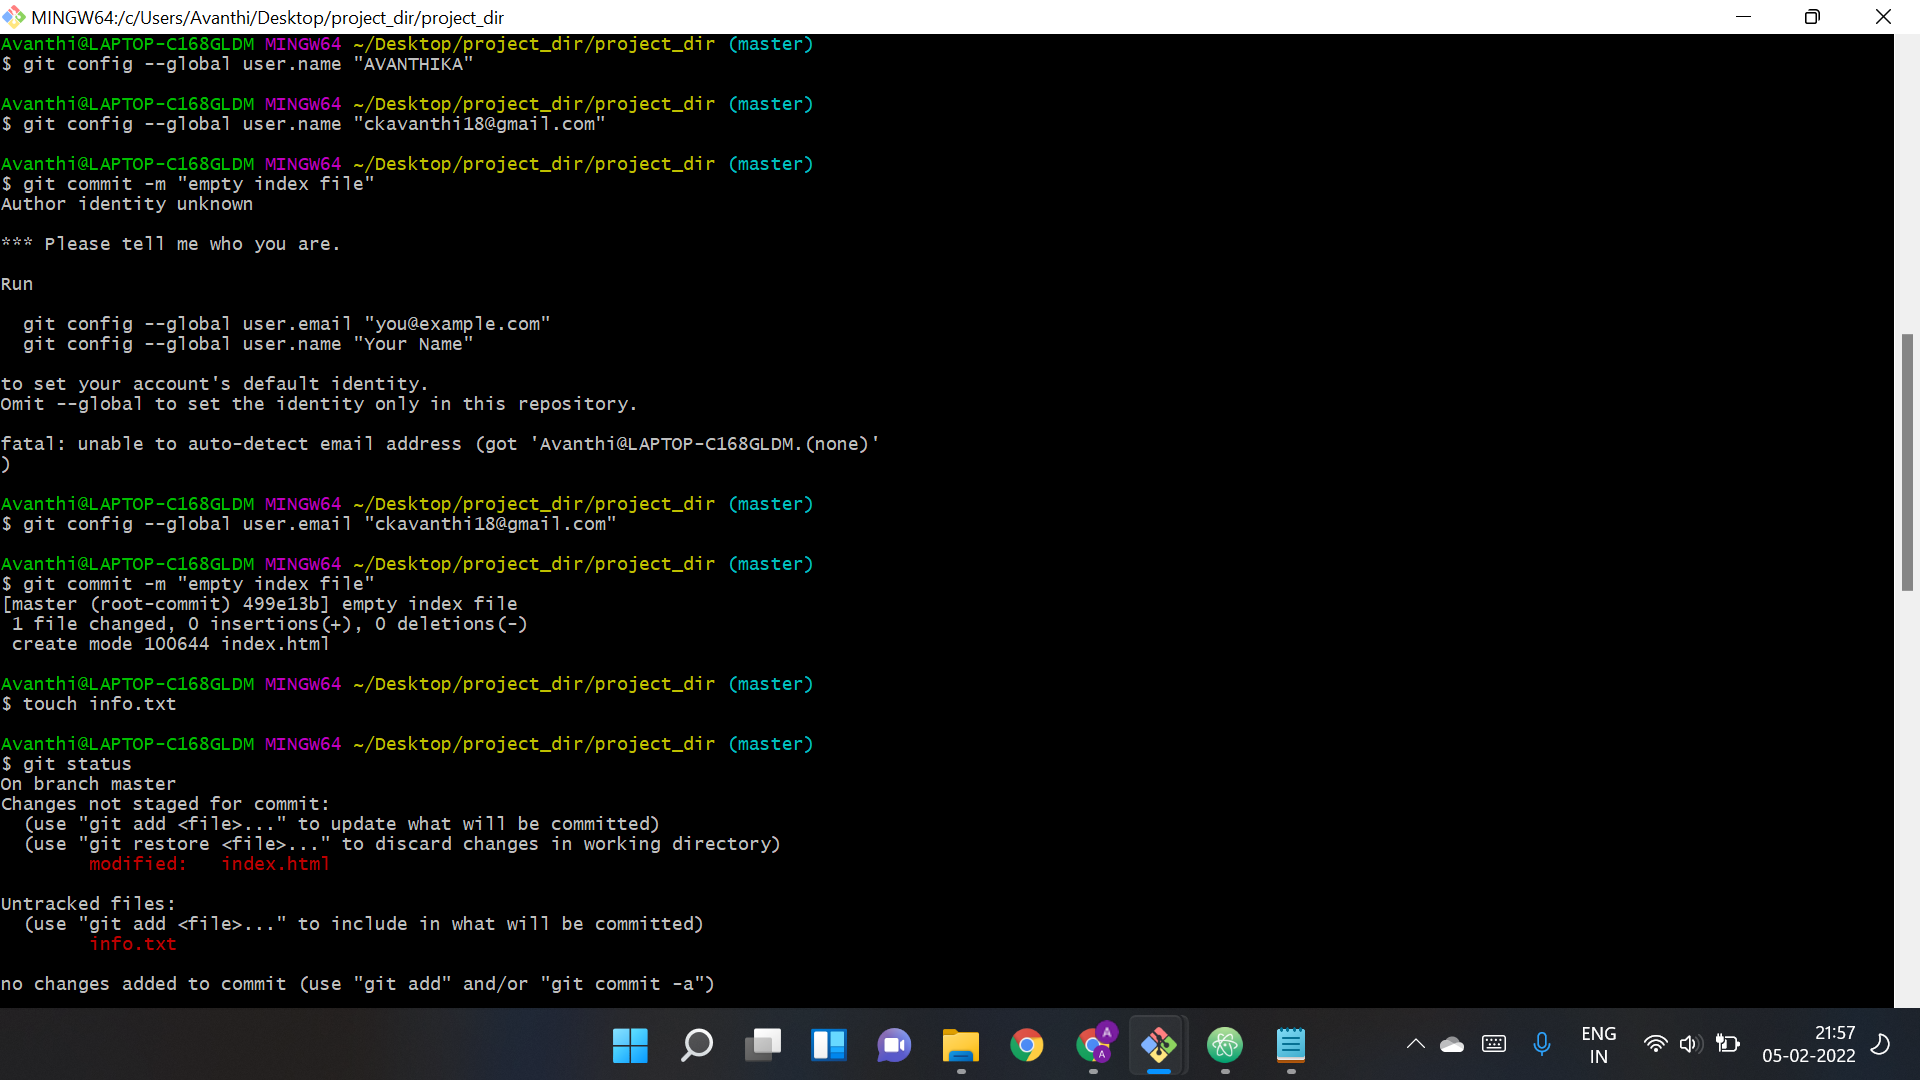 MINGW64:/c/Users/Avanthi/Desktop/project_dir/project_dir
Avanthi@LAPTOP-C168GLDM MINGW64 ~/Desktop/project_dir/project_dir (master)
$ git config --global user.name "AVANTHIKA"
Avanthi@LAPTOP-C168GLDM MINGW64 ~/Desktop/project_dir/project_dir (master)
$ git config --global user.name "ckavanthi18@gmail.com"
Avanthi@LAPTOP-C168GLDM MINGW64 ~/Desktop/project_dir/project_dir (master)
$ git commit -m "empty index file"
Author identity unknown
*** Please tell me who you are.
Run
  git config --global user.email "you@example.com"
  git config --global user.name "Your Name"
to set your account's default identity.
Omit --global to set the identity only in this repository.
fatal: unable to auto-detect email address (got 'Avanthi@LAPTOP-C168GLDM.(none)'
)
Avanthi@LAPTOP-C168GLDM MINGW64 ~/Desktop/project_dir/project_dir (master)
$ git config --global user.email "ckavanthi18@gmail.com"
Avanthi@LAPTOP-C168GLDM MINGW64 ~/Desktop/project_dir/project_dir (master)
$ git commit -m "empty index file"
[master (root-commit) 499e13b] empty index file
 1 file changed, 0 insertions(+), 0 deletions(-)
 create mode 100644 index.html
Avanthi@LAPTOP-C168GLDM MINGW64 ~/Desktop/project_dir/project_dir (master)
$ touch info.txt
Avanthi@LAPTOP-C168GLDM MINGW64 ~/Desktop/project_dir/project_dir (master)
$ git status
On branch master
Changes not staged for commit:
  (use "git add <file>..." to update what will be committed)
  (use "git restore <file>..." to discard changes in working directory)
        modified:   index.html
Untracked files:
  (use "git add <file>..." to include in what will be committed)
        info.txt
no changes added to commit (use "git add" and/or "git commit -a")
A
A
ENG
IN
21:57
05-02-2022